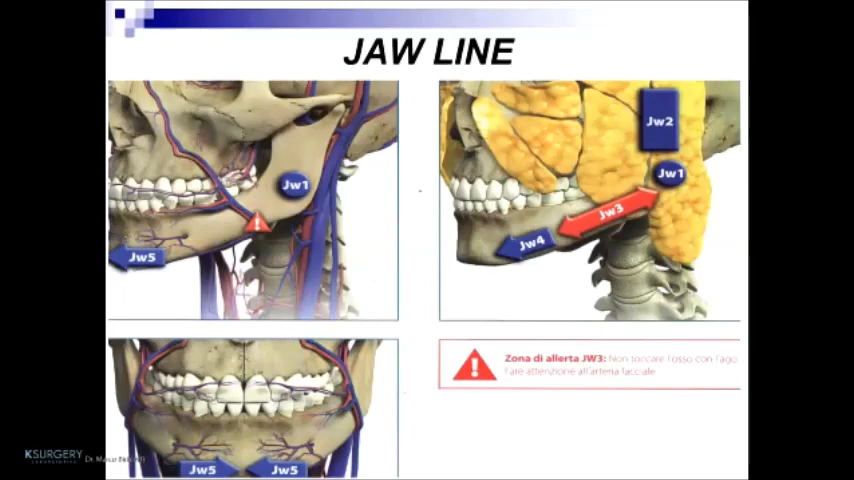 JAW LINE
Jw1
!
Jw5
Jw2
Jw1
Jw3
Jw4
Jw5
Jw5
! Zona di allerta JW3: Non toccare l'osso con l'ago.
Fare attenzione all'arteria facciale
KSURGERY
Dr.